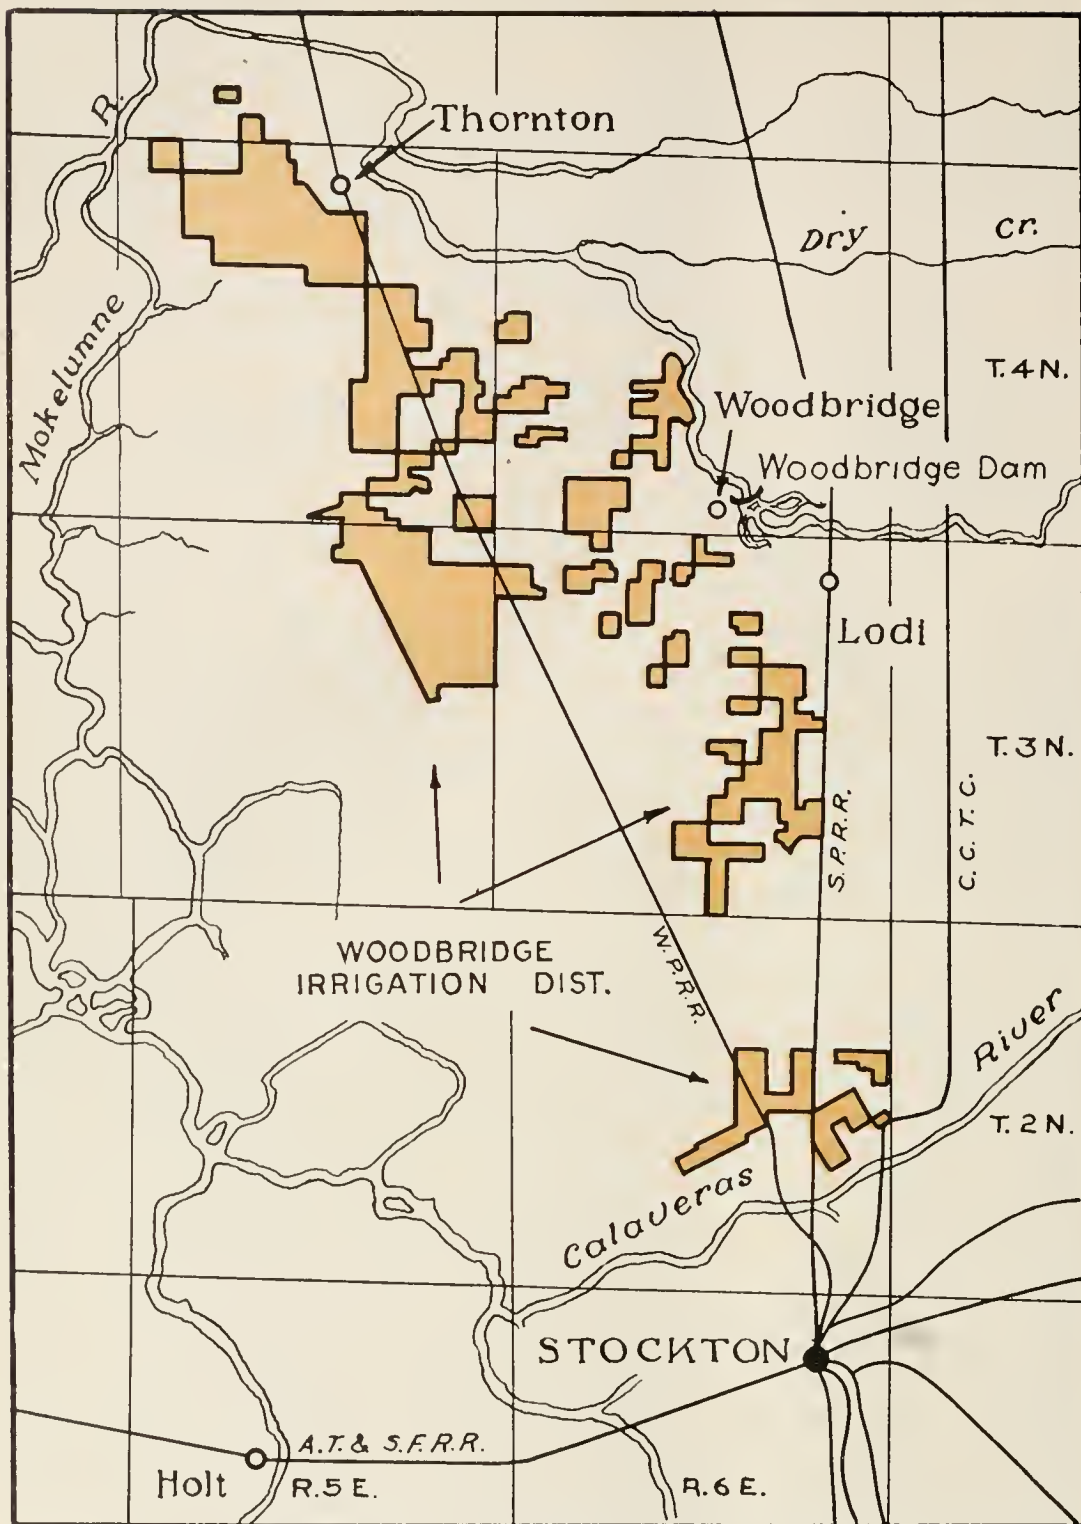 R.
Thornton
Dry Cr.
Mokelumne
T.4N.
Woodbridge
Woodbridge Dam
Lodi
T.3N.
S.P.R.R.
C.C.T.C.
WOODBRIDGE
IRRIGATION DIST.
W.P.R.R.
River
T.2N.
Calaveras
STOCKTON
A.T. & S.F.R.R.
Holt
R.5E.
R.6E.